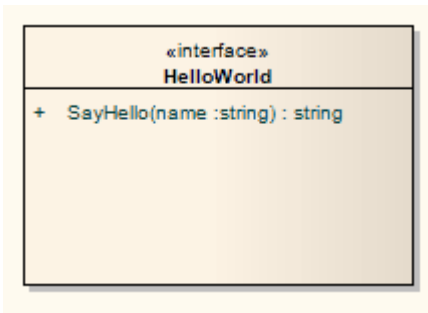 «interface»
HelloWorld
+ SayHello(name :string) : string